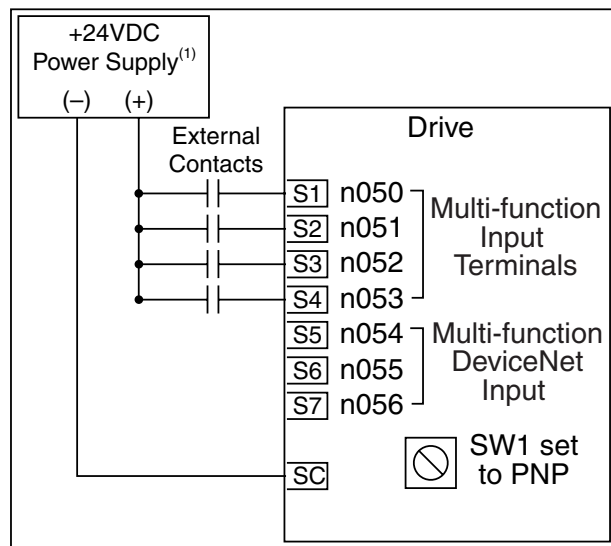 +24VDC
Power Supply(1)
(–) (+)
External
Contacts
Drive
S1 n050
S2 n051
S3 n052
S4 n053
Multi-function
Input
Terminals
S5 n054
S6 n055
S7 n056
Multi-function
DeviceNet
Input
SC
SW1 set
to PNP